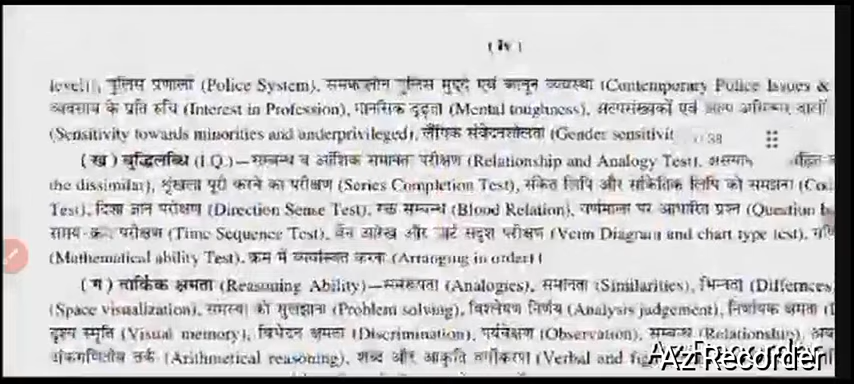 ( ३४ )
level)), पुलिस प्रणाली (Police System), समकालीन पुलिस मुद्दे एवं कानून व्यवस्था (Contemporary Police Issues &
व्यवसाय के प्रति रुचि (Interest in Profession), मानसिक दृढ़ता (Mental toughness), अल्पसंख्यकों एवं अल्प अधिकार वालों
(Sensitivity towards minorities and underprivileged), लैंगिक संवेदनशीलता (Gender sensitivit 38
(ख) बुद्धिलब्धि (I.Q.)—सम्बन्ध व आंशिक समानता परीक्षण (Relationship and Analogy Test), असमान
the dissimilar), श्रृंखला पूरी करने का परीक्षण (Series Completion Test), संकेत लिपि और सांकेतिक लिपि को समझना (Co
Test), दिशा ज्ञान परीक्षण (Direction Sense Test), रक्त सम्बन्ध (Blood Relation), वर्णमाला पर आधारित प्रश्न (Question b
समय-क्रम परीक्षण (Time Sequence Test), वेन आरेख और चार्ट सदृश परीक्षण (Venn Diagram and chart type test),
(Mathematical ability Test), क्रम में व्यवस्थित करना (Arranging in order)।
(ग) तार्किक क्षमता (Reasoning Ability)—समरूपता (Analogies), समानता (Similarities), भिन्नता (Differnces)
(Space visualization), समस्या को सुलझाना (Problem solving), विश्लेषण निर्णय (Analysis judgement), निर्णायक क्षमता
दृश्य स्मृति (Visual memory), विभेदन क्षमता (Discrimination), पर्यवेक्षण (Observation), सम्बन्ध (Relationship),
अंकगणितीय तर्क (Arithmetical reasoning), शब्द और आकृति वर्गीकरण (Verbal and fig
Az Recorder